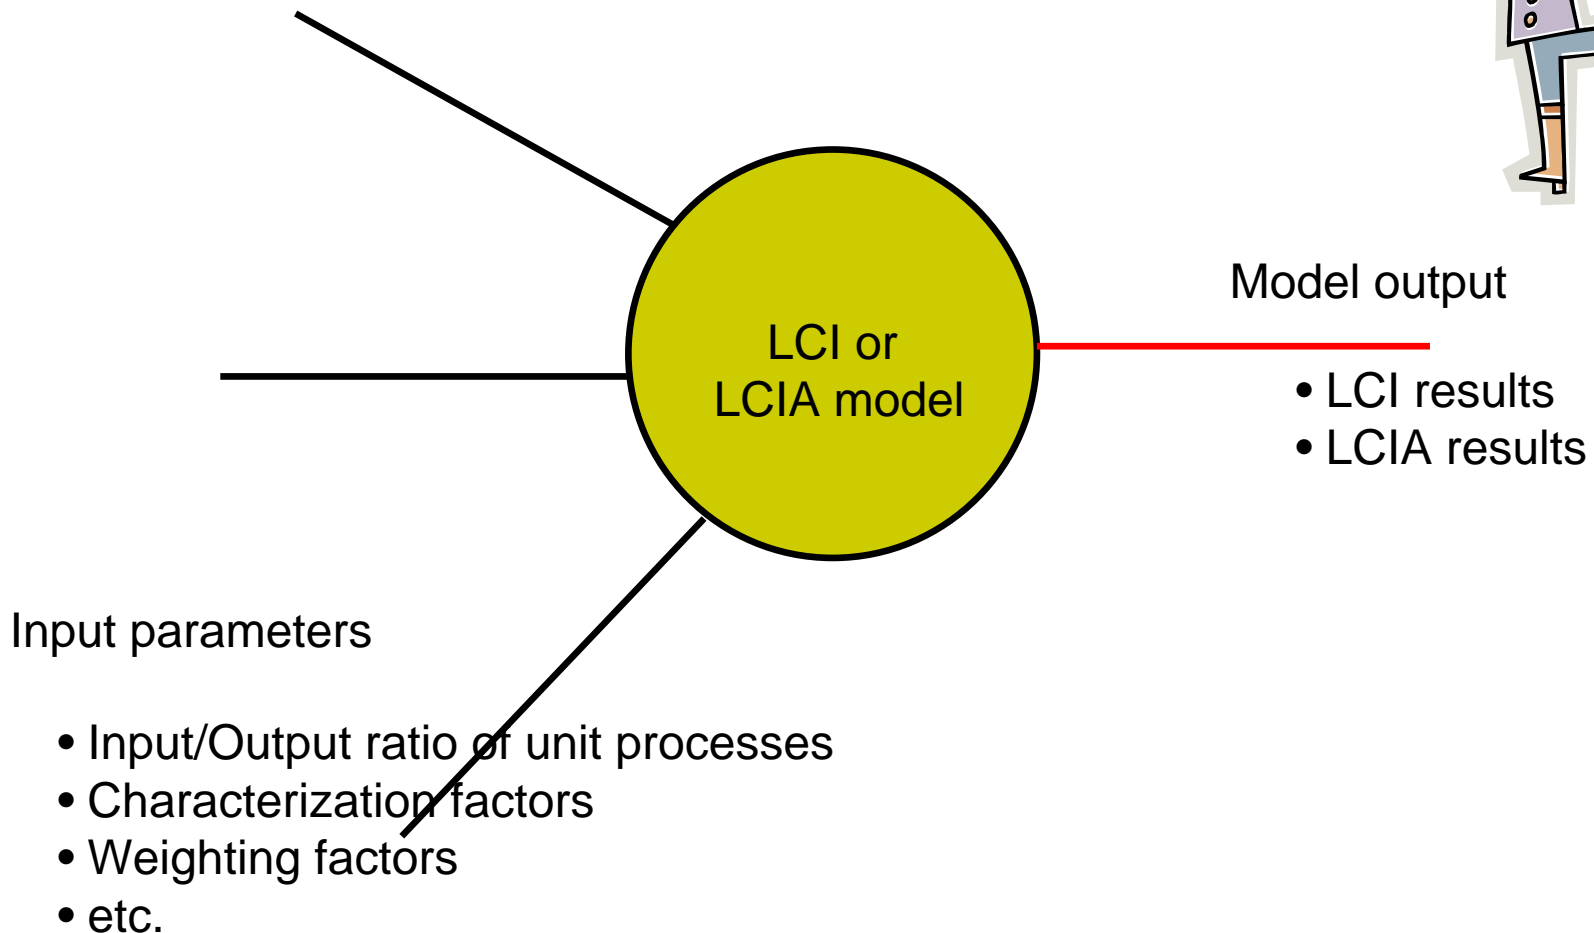 LCI or
LCIA model
Model output
• LCI results
• LCIA results
Input parameters
• Input/Output ratio of unit processes
• Characterization factors
• Weighting factors
• etc.